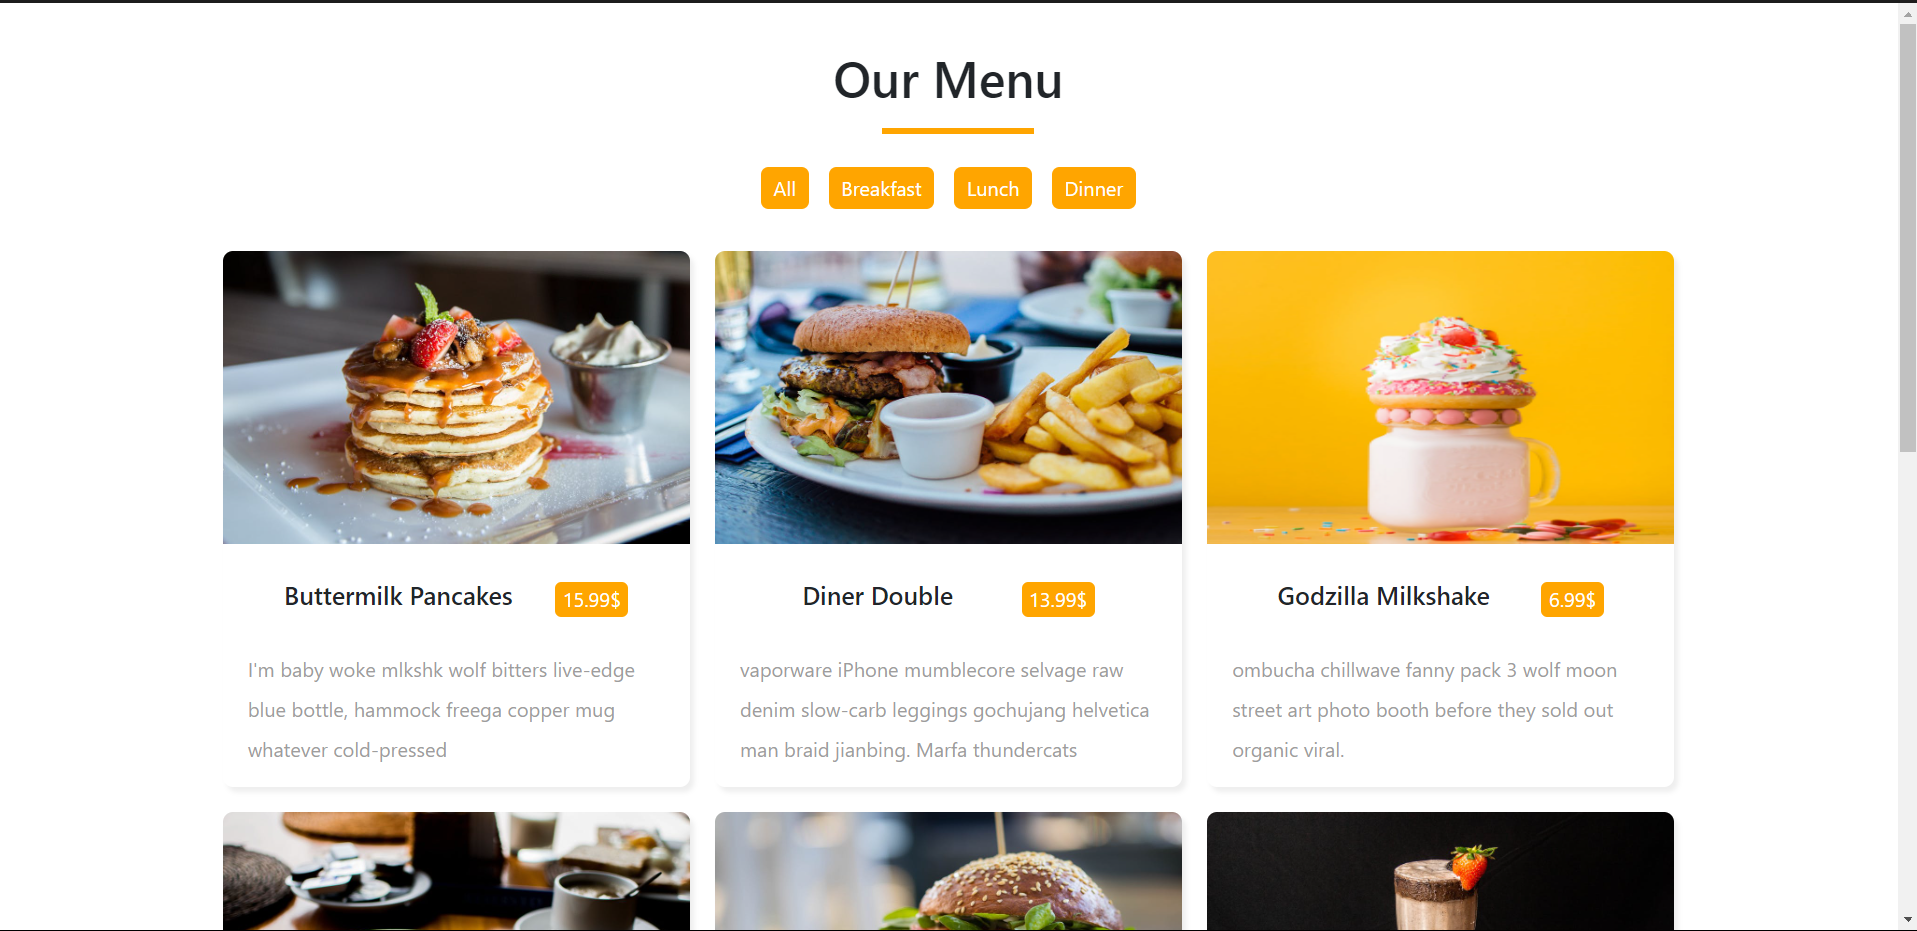 Our Menu
All Breakfast Lunch Dinner
Buttermilk Pancakes 15.99$
I'm baby woke mlkshk wolf bitters live-edge
blue bottle, hammock freega copper mug
whatever cold-pressed
Diner Double 13.99$
vaporware iPhone mumblecore selvage raw
denim slow-carb leggings gochujang helvetica
man braid jianbing. Marfa thundercats
Godzilla Milkshake 6.99$
ombucha chillwave fanny pack 3 wolf moon
street art photo booth before they sold out
organic viral.